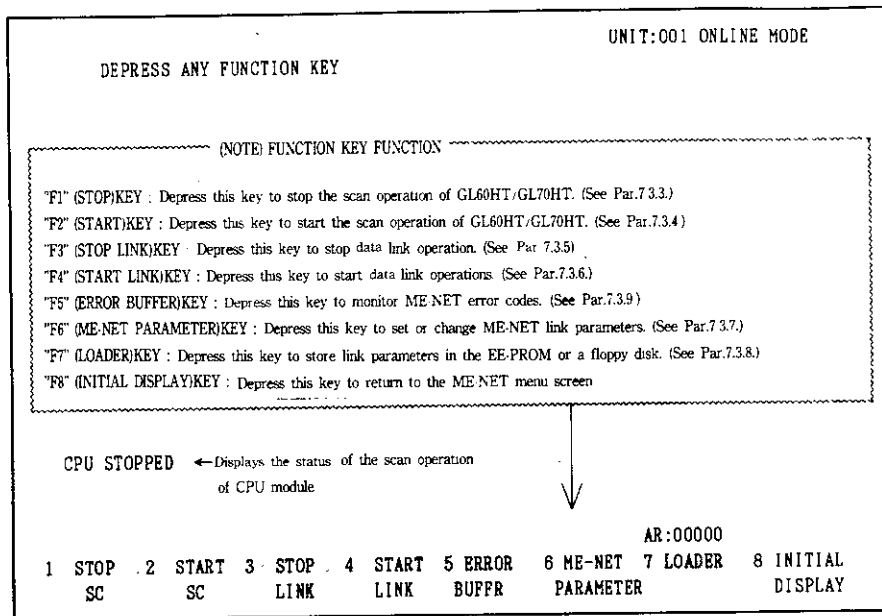 UNIT:001 ONLINE MODE
DEPRESS ANY FUNCTION KEY
(NOTE) FUNCTION KEY FUNCTION
"F1" (STOP)KEY : Depress this key to stop the scan operation of GL60HT/GL70HT. (See Par.7 3.3.)
"F2" (START)KEY : Depress this key to start the scan operation of GL60HT/GL70HT. (See Par.7.3.4)
"F3" (STOP LINK)KEY · Depress this key to stop data link operation. (See Par 7.3.5)
"F4" (START LINK)KEY : Depress this key to start data link operations. (See Par.7.3.6.)
"F5" (ERROR BUFFER)KEY : Depress this key to monitor ME·NET error codes. (See Par.7.3.9)
"F6" (ME-NET PARAMETER)KEY : Depress this key to set or change ME-NET link parameters. (See Par.7 3.7.)
"F7" (LOADER)KEY : Depress this key to store link parameters in the EE-PROM or a floppy disk. (See Par.7.3.8.)
"F8" (INITIAL DISPLAY)KEY : Depress this key to return to the ME·NET menu screen
CPU STOPPED ←Displays the status of the scan operation
of CPU module
AR:00000
1 STOP 2 START 3 STOP 4 START 5 ERROR 6 ME-NET 7 LOADER 8 INITIAL
SC SC LINK LINK BUFFR PARAMETER DISPLAY